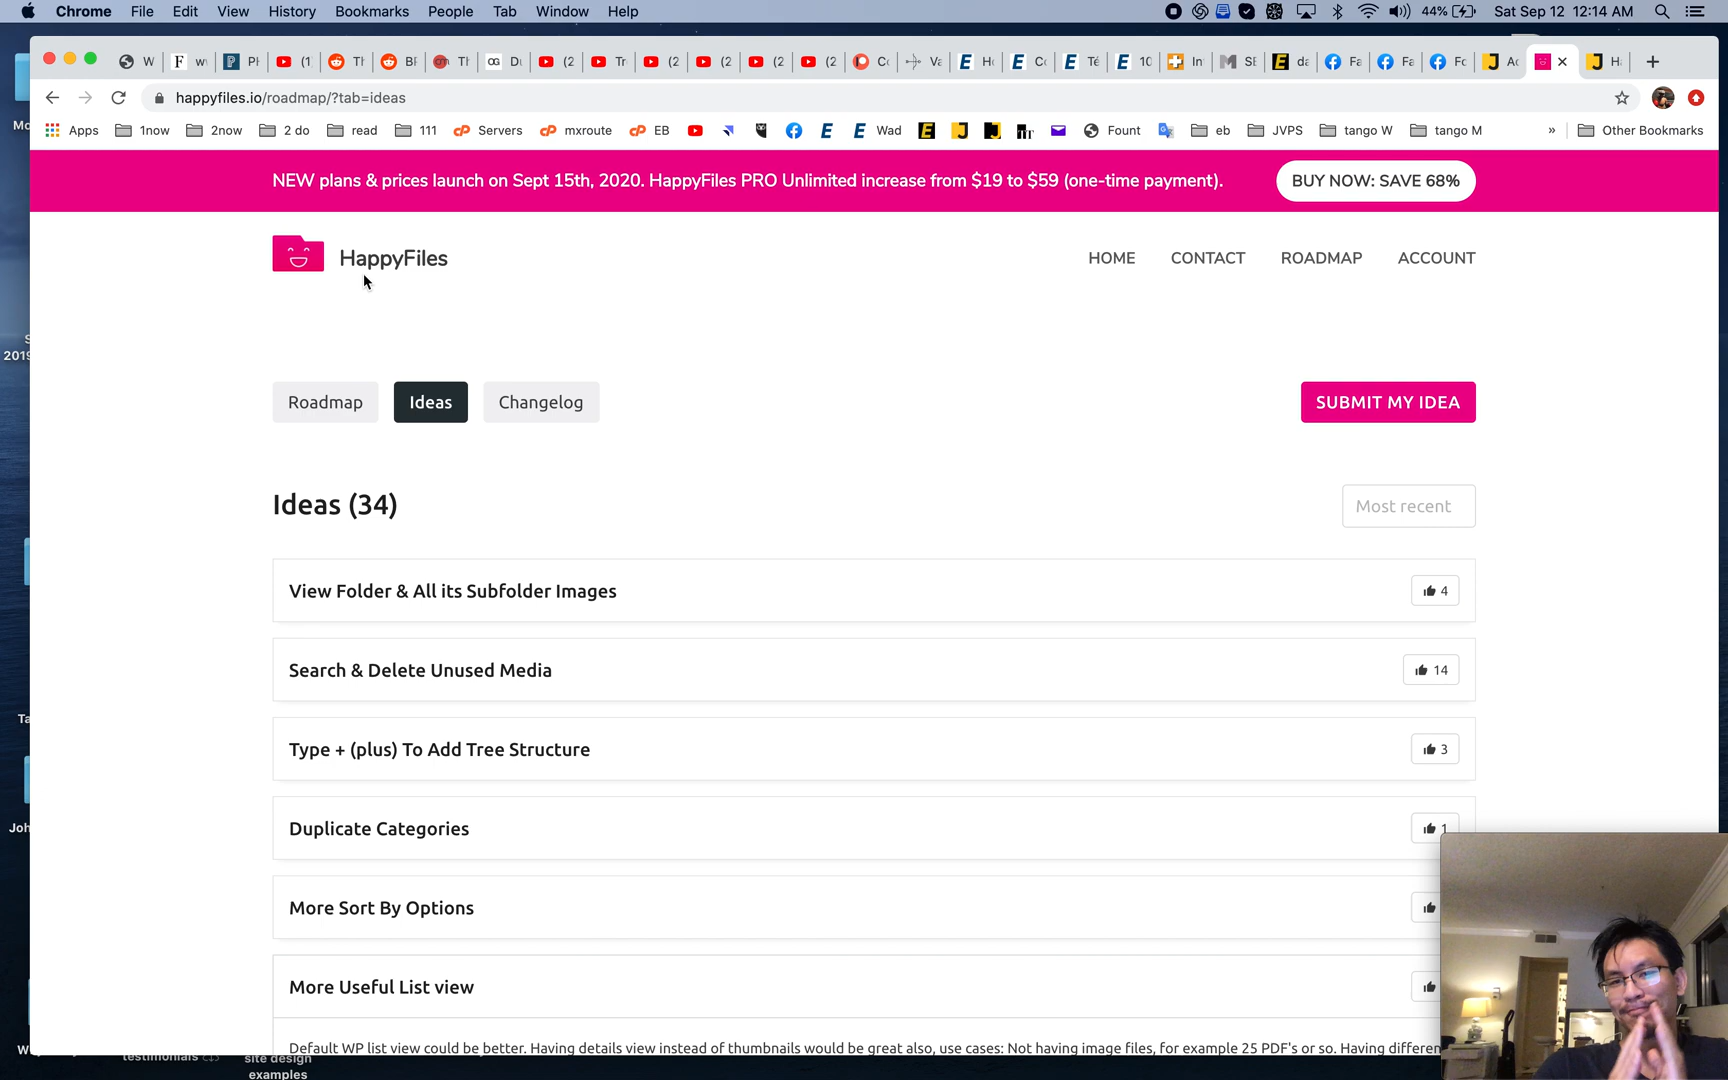 Chrome File Edit View History Bookmarks People Tab Window Help 44% Sat Sep 12 12:14 AM
happyfiles.io/roadmap/?tab=ideas
Apps 1now 2now 2 do read 111 Servers mxroute EB Wad Fount eb JVPS tango W tango M » Other Bookmarks
NEW plans & prices launch on Sept 15th, 2020. HappyFiles PRO Unlimited increase from $19 to $59 (one-time payment). BUY NOW: SAVE 68%
HappyFiles HOME CONTACT ROADMAP ACCOUNT
Roadmap Ideas Changelog SUBMIT MY IDEA
Ideas (34) Most recent
View Folder & All its Subfolder Images 4
Search & Delete Unused Media 14
Type + (plus) To Add Tree Structure 3
Duplicate Categories 1
More Sort By Options
More Useful List view
Default WP list view could be better. Having details view instead of thumbnails would be great also, use cases: Not having image files, for example 25 PDF's or so. Having differen
testimonials
site design
examples